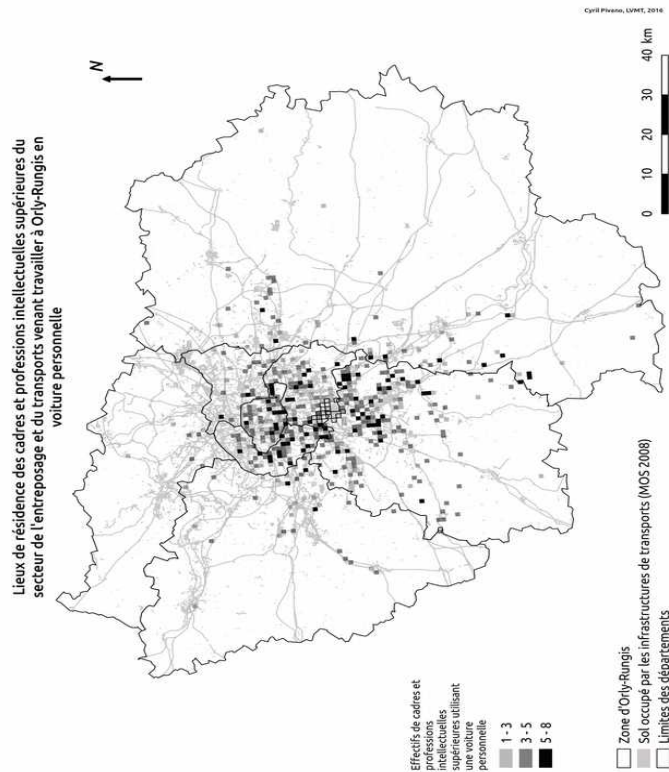 Cyril Pivano, LVMT, 2016
Lieux de résidence des cadres et professions intellectuelles supérieures du
secteur de l'entreposage et du transports venant travailler à Orly-Rungis en
voiture personnelle
N
Effectifs de cadres et
professions
intellectuelles
supérieures utilisant
une voiture
personnelle
1 - 3
3 - 5
5 - 8
Zone d'Orly-Rungis
Sol occupé par les infrastructures de transports (MOS 2008)
Limites des départements
0 10 20 30 40 km